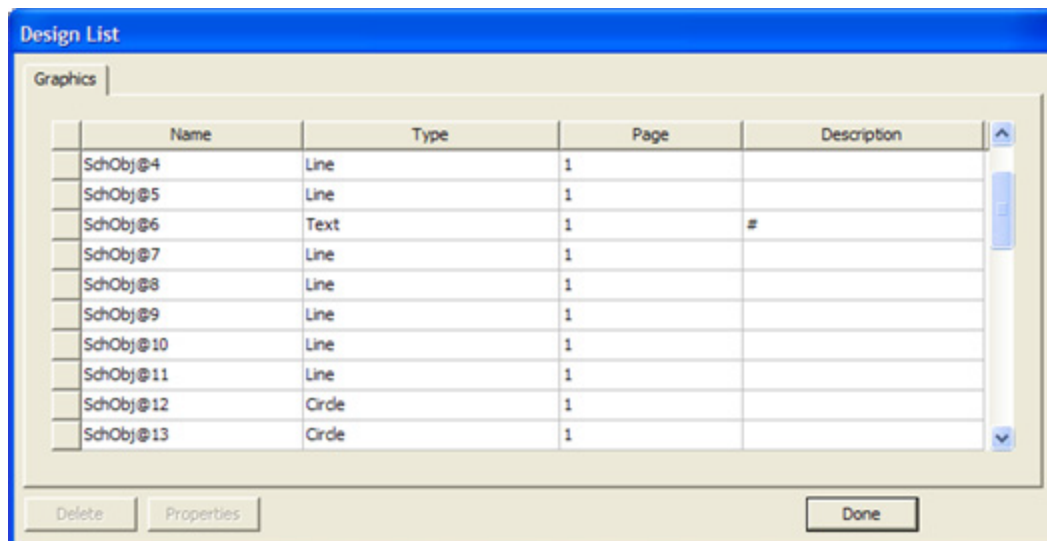 Design List
Graphics
Name Type Page Description
SchObj@4 Line 1
SchObj@5 Line 1
SchObj@6 Text 1 #
SchObj@7 Line 1
SchObj@8 Line 1
SchObj@9 Line 1
SchObj@10 Line 1
SchObj@11 Line 1
SchObj@12 Circle 1
SchObj@13 Circle 1
Delete Properties Done